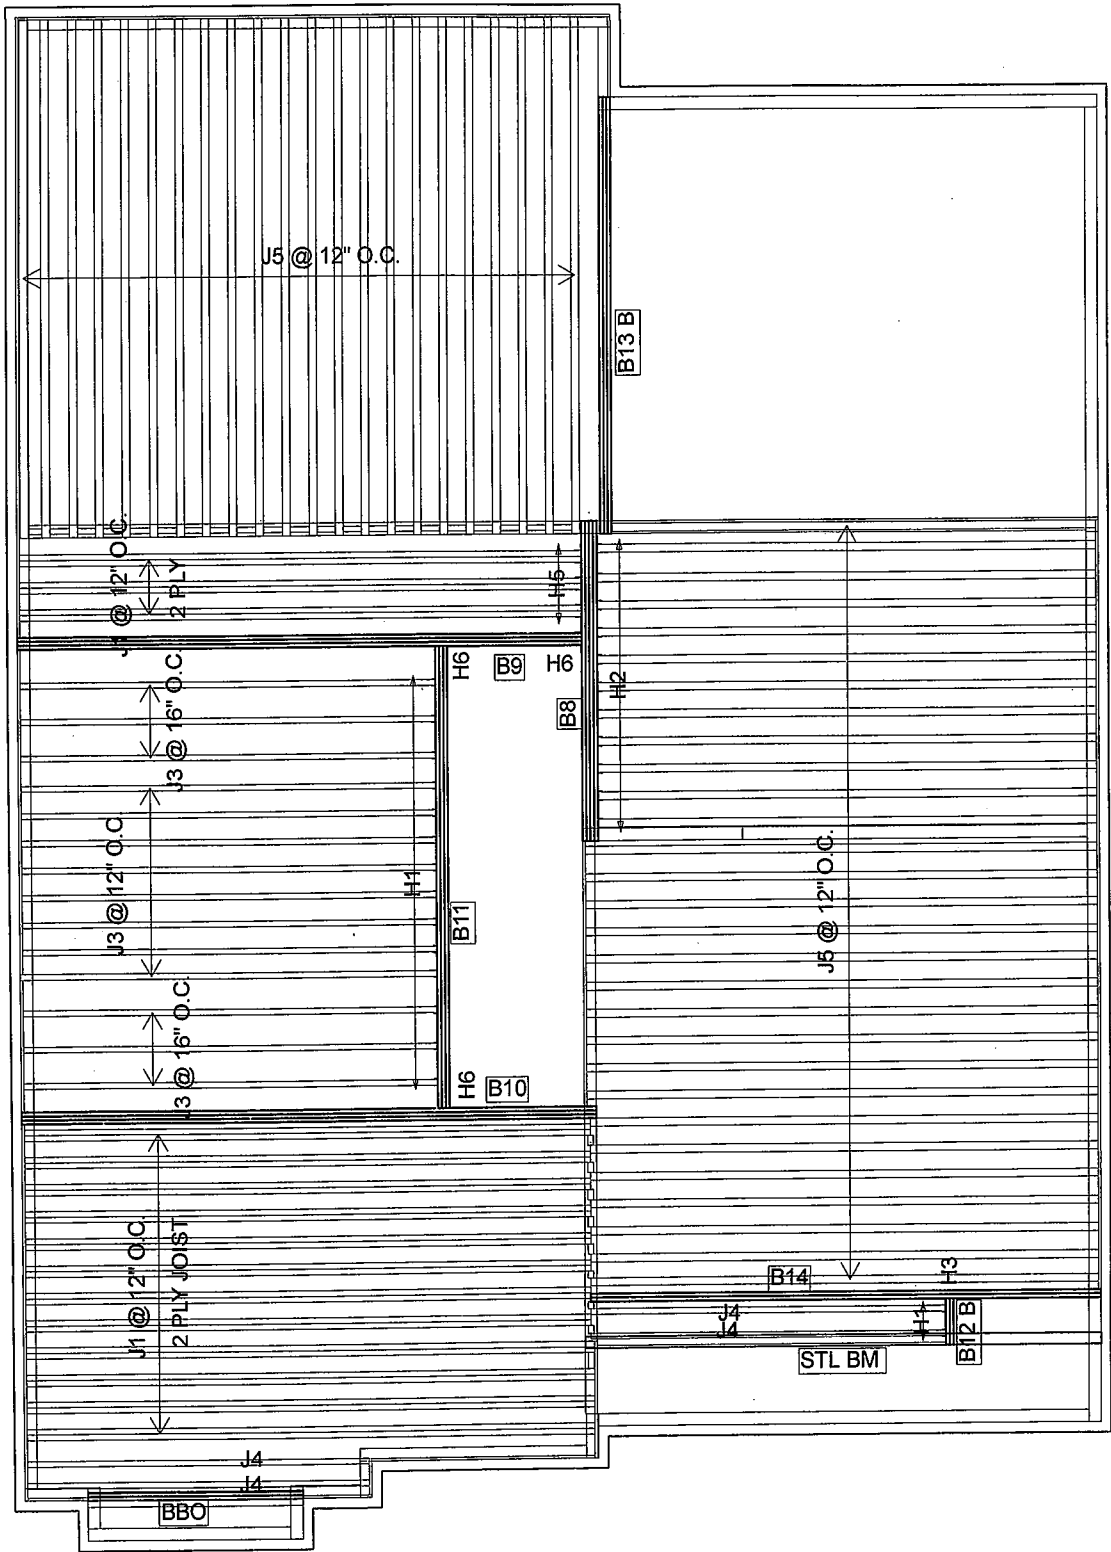 J5 @ 12" O.C.
B13 B
J1 @ 12" O.C.
2 PLY
H5
H6
B9
H6
B8
H2
J3 @ 16" O.C.
J3 @ 12" O.C.
H1
B11
J5 @ 12" O.C.
J3 @ 16" O.C.
H6
B10
J1 @ 12" O.C.
2 PLY JOIST
B14
H3
J4
J4
H1
B12 B
STL BM
J4
J4
BBO